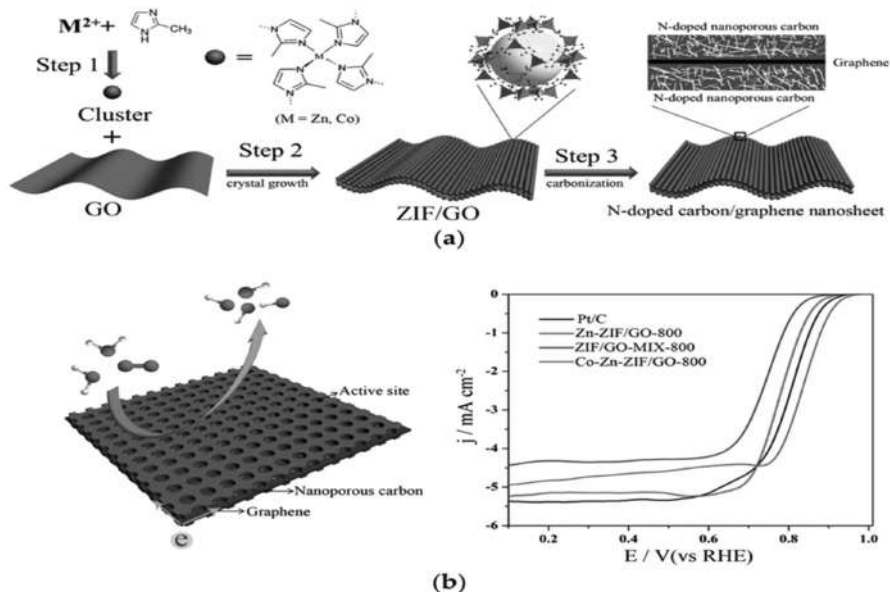 M²⁺+
N
N
H
CH₃
Step 1
Cluster
+
GO
=
M
(M = Zn, Co)
Step 2
crystal growth
ZIF/GO
Step 3
carbonization
N-doped nanoporous carbon
Graphene
N-doped nanoporous carbon
N-doped carbon/graphene nanosheet
(a)
Active site
Nanoporous carbon
Graphene
e
Pt/C
Zn-ZIF/GO-800
ZIF/GO-MIX-800
Co-Zn-ZIF/GO-800
j / mA cm⁻²
0
-1
-2
-3
-4
-5
-6
0.2
0.4
0.6
0.8
1.0
E / V(vs RHE)
(b)